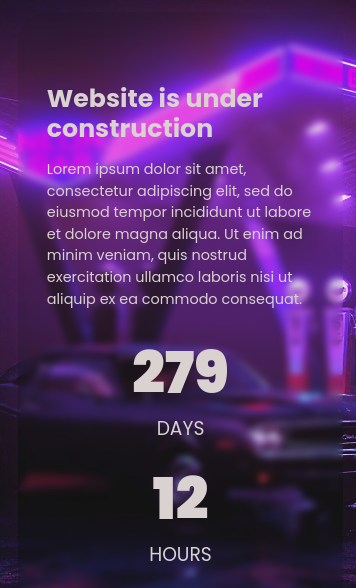 Website is under
construction
Lorem ipsum dolor sit amet,
consectetur adipiscing elit, sed do
eiusmod tempor incididunt ut labore
et dolore magna aliqua. Ut enim ad
minim veniam, quis nostrud
exercitation ullamco laboris nisi ut
aliquip ex ea commodo consequat.
279
DAYS
12
HOURS